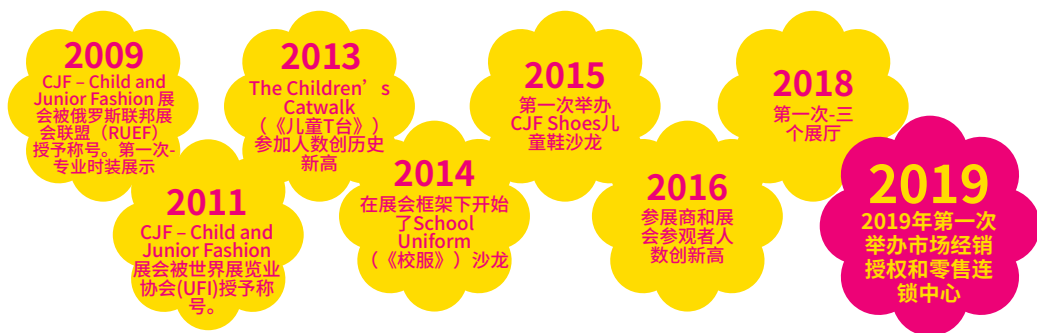 2009
CJF – Child and
Junior Fashion 展
会被俄罗斯联邦展
会联盟（RUEF）
授予称号。第一次-
专业时装展示
2011
CJF – Child and
Junior Fashion
展会被世界展览业
协会(UFI)授予称
号。
2013
The Children’s
Catwalk
（《儿童T台》）
参加人数创历史
新高
2014
在展会框架下开始
了School
Uniform
（《校服》）沙龙
2015
第一次举办
CJF Shoes儿
童鞋沙龙
2016
参展商和展
会参观者人
数创新高
2018
第一次-三
个展厅
2019
2019年第一次
举办市场经销
授权和零售连
锁中心